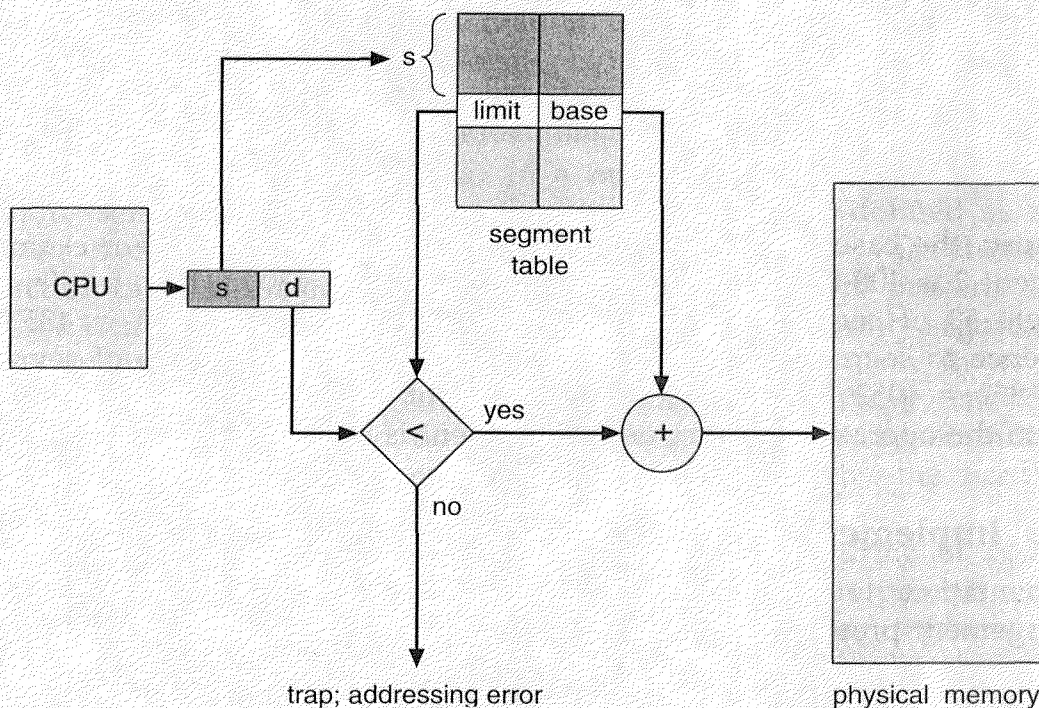 s
limit base
segment
table
CPU
s d
<
yes
+
no
trap; addressing error
physical memory